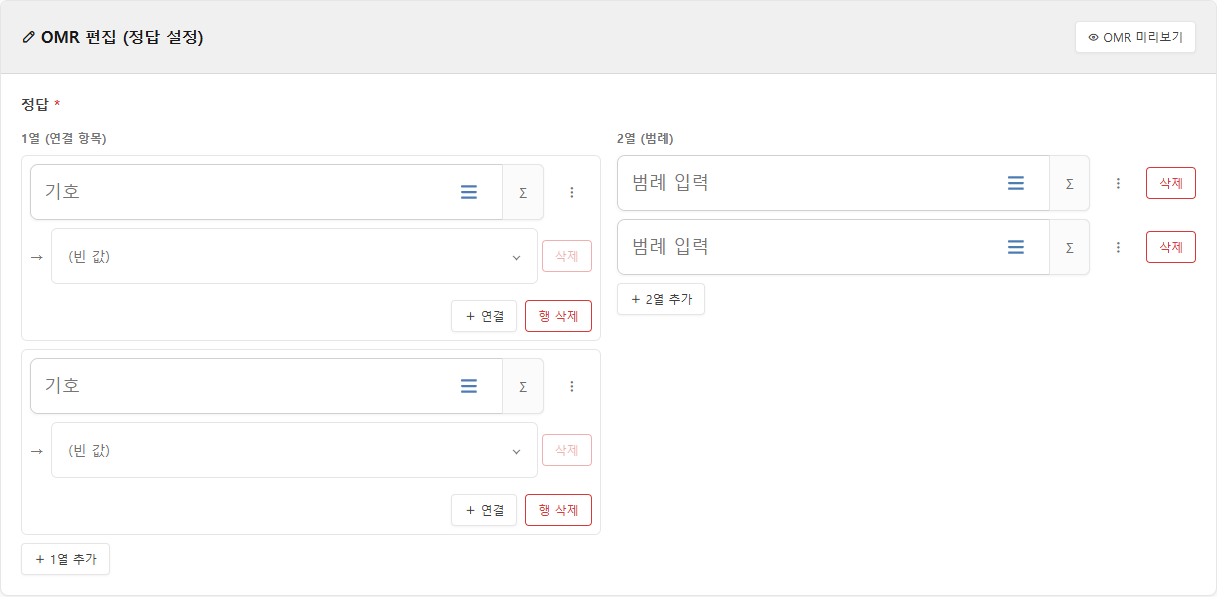 OMR 편집 (정답 설정)
OMR 미리보기
정답 *
1열 (연결 항목)
기호
Σ
→ (빈 값)
삭제
+ 연결
행 삭제
기호
Σ
→ (빈 값)
삭제
+ 연결
행 삭제
+ 1열 추가
2열 (범례)
범례 입력
Σ
삭제
범례 입력
Σ
삭제
+ 2열 추가